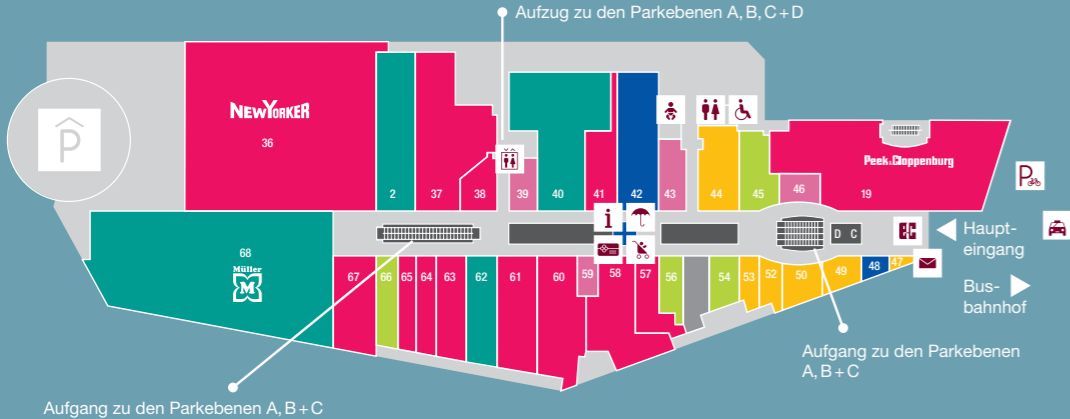 Aufzug zu den Parkebenen A, B, C + D
P
NEWYORKER
36
2
37
38
39
40
41
42
43
44
45
46
Peek&Cloppenburg
19
P
i
D C
EC
Haupt-
eingang
Bus-
bahnhof
68
Müller
M
67
66
65
64
63
62
61
60
59
58
57
56
54
53
52
50
49
48
47
Aufgang zu den Parkebenen
A, B + C
Aufgang zu den Parkebenen A, B + C